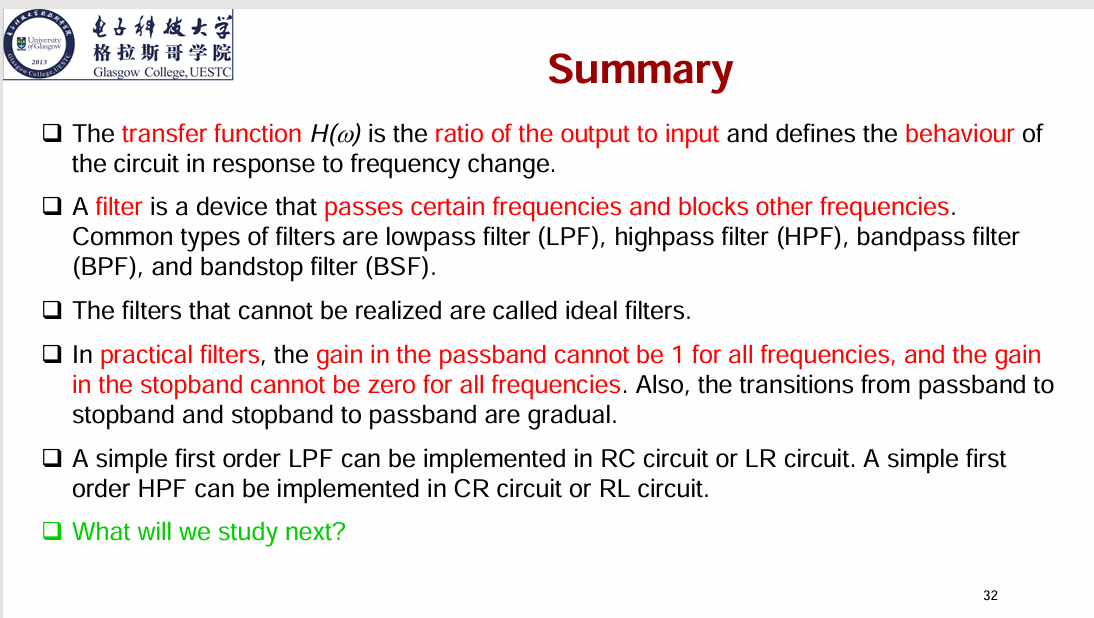 University
of Glasgow
2013
Glasgow College, UESTC
电子科技大学
格拉斯哥学院
Glasgow College, UESTC
Summary
❑ The transfer function H(ω) is the ratio of the output to input and defines the behaviour of
the circuit in response to frequency change.
❑ A filter is a device that passes certain frequencies and blocks other frequencies.
Common types of filters are lowpass filter (LPF), highpass filter (HPF), bandpass filter
(BPF), and bandstop filter (BSF).
❑ The filters that cannot be realized are called ideal filters.
❑ In practical filters, the gain in the passband cannot be 1 for all frequencies, and the gain
in the stopband cannot be zero for all frequencies. Also, the transitions from passband to
stopband and stopband to passband are gradual.
❑ A simple first order LPF can be implemented in RC circuit or LR circuit. A simple first
order HPF can be implemented in CR circuit or RL circuit.
❑ What will we study next?
32